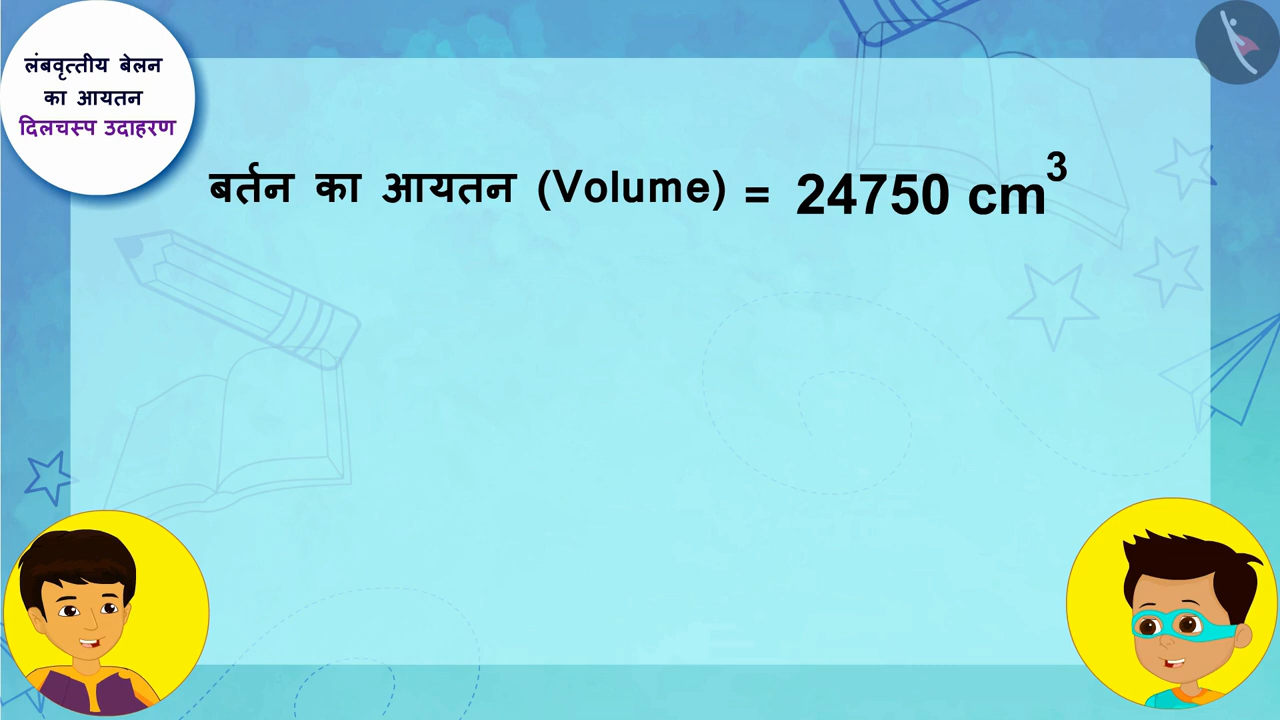 लंबवृत्तीय बेलन
का आयतन
दिलचस्प उदाहरण
बर्तन का आयतन (Volume) = 24750 cm³